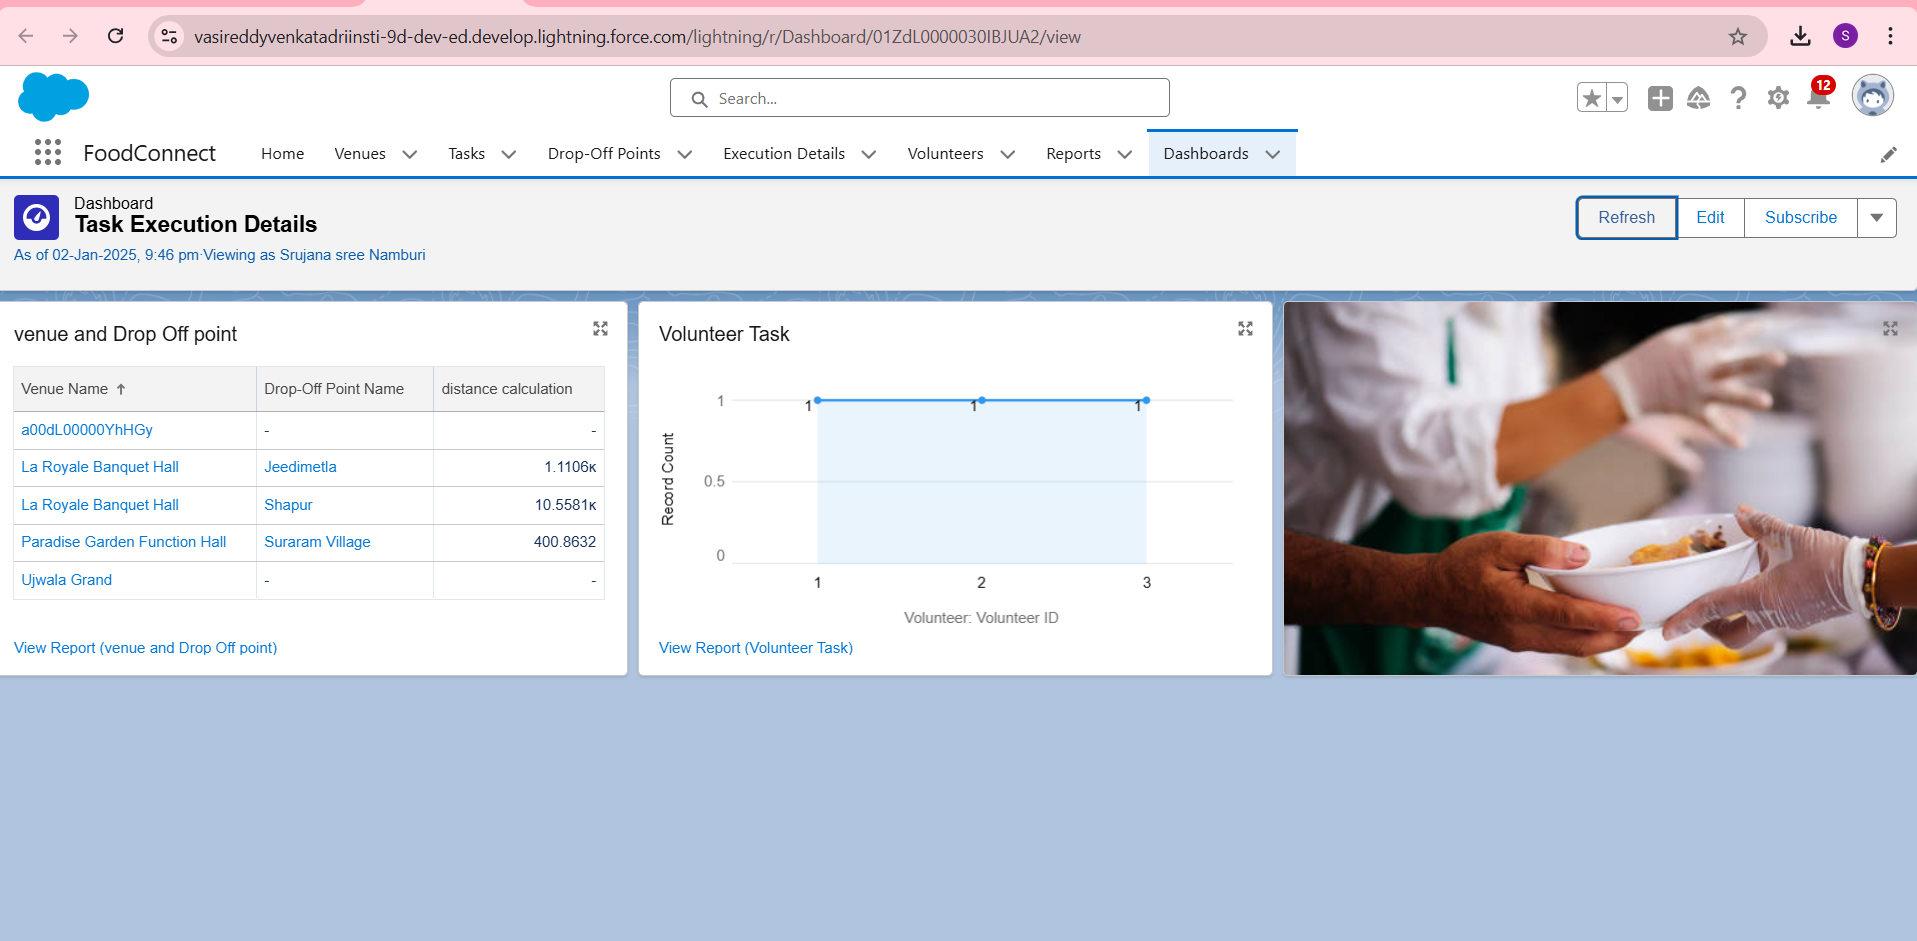 vasireddyvenkatadriinsti-9d-dev-ed.develop.lightning.force.com/lightning/r/Dashboard/01ZdL0000030IBJUA2/view
S
Search...
12
FoodConnect
Home
Venues
Tasks
Drop-Off Points
Execution Details
Volunteers
Reports
Dashboards
Dashboard
Task Execution Details
As of 02-Jan-2025, 9:46 pm·Viewing as Srujana sree Namburi
Refresh
Edit
Subscribe
venue and Drop Off point
Venue Name ↑ Drop-Off Point Name distance calculation
a00dL00000YhHGy - -
La Royale Banquet Hall Jeedimetla 1.1106ĸ
La Royale Banquet Hall Shapur 10.5581ĸ
Paradise Garden Function Hall Suraram Village 400.8632
Ujwala Grand - -
View Report (venue and Drop Off point)
Volunteer Task
Record Count
1
0.5
0
1 1 1
1 2 3
Volunteer: Volunteer ID
View Report (Volunteer Task)